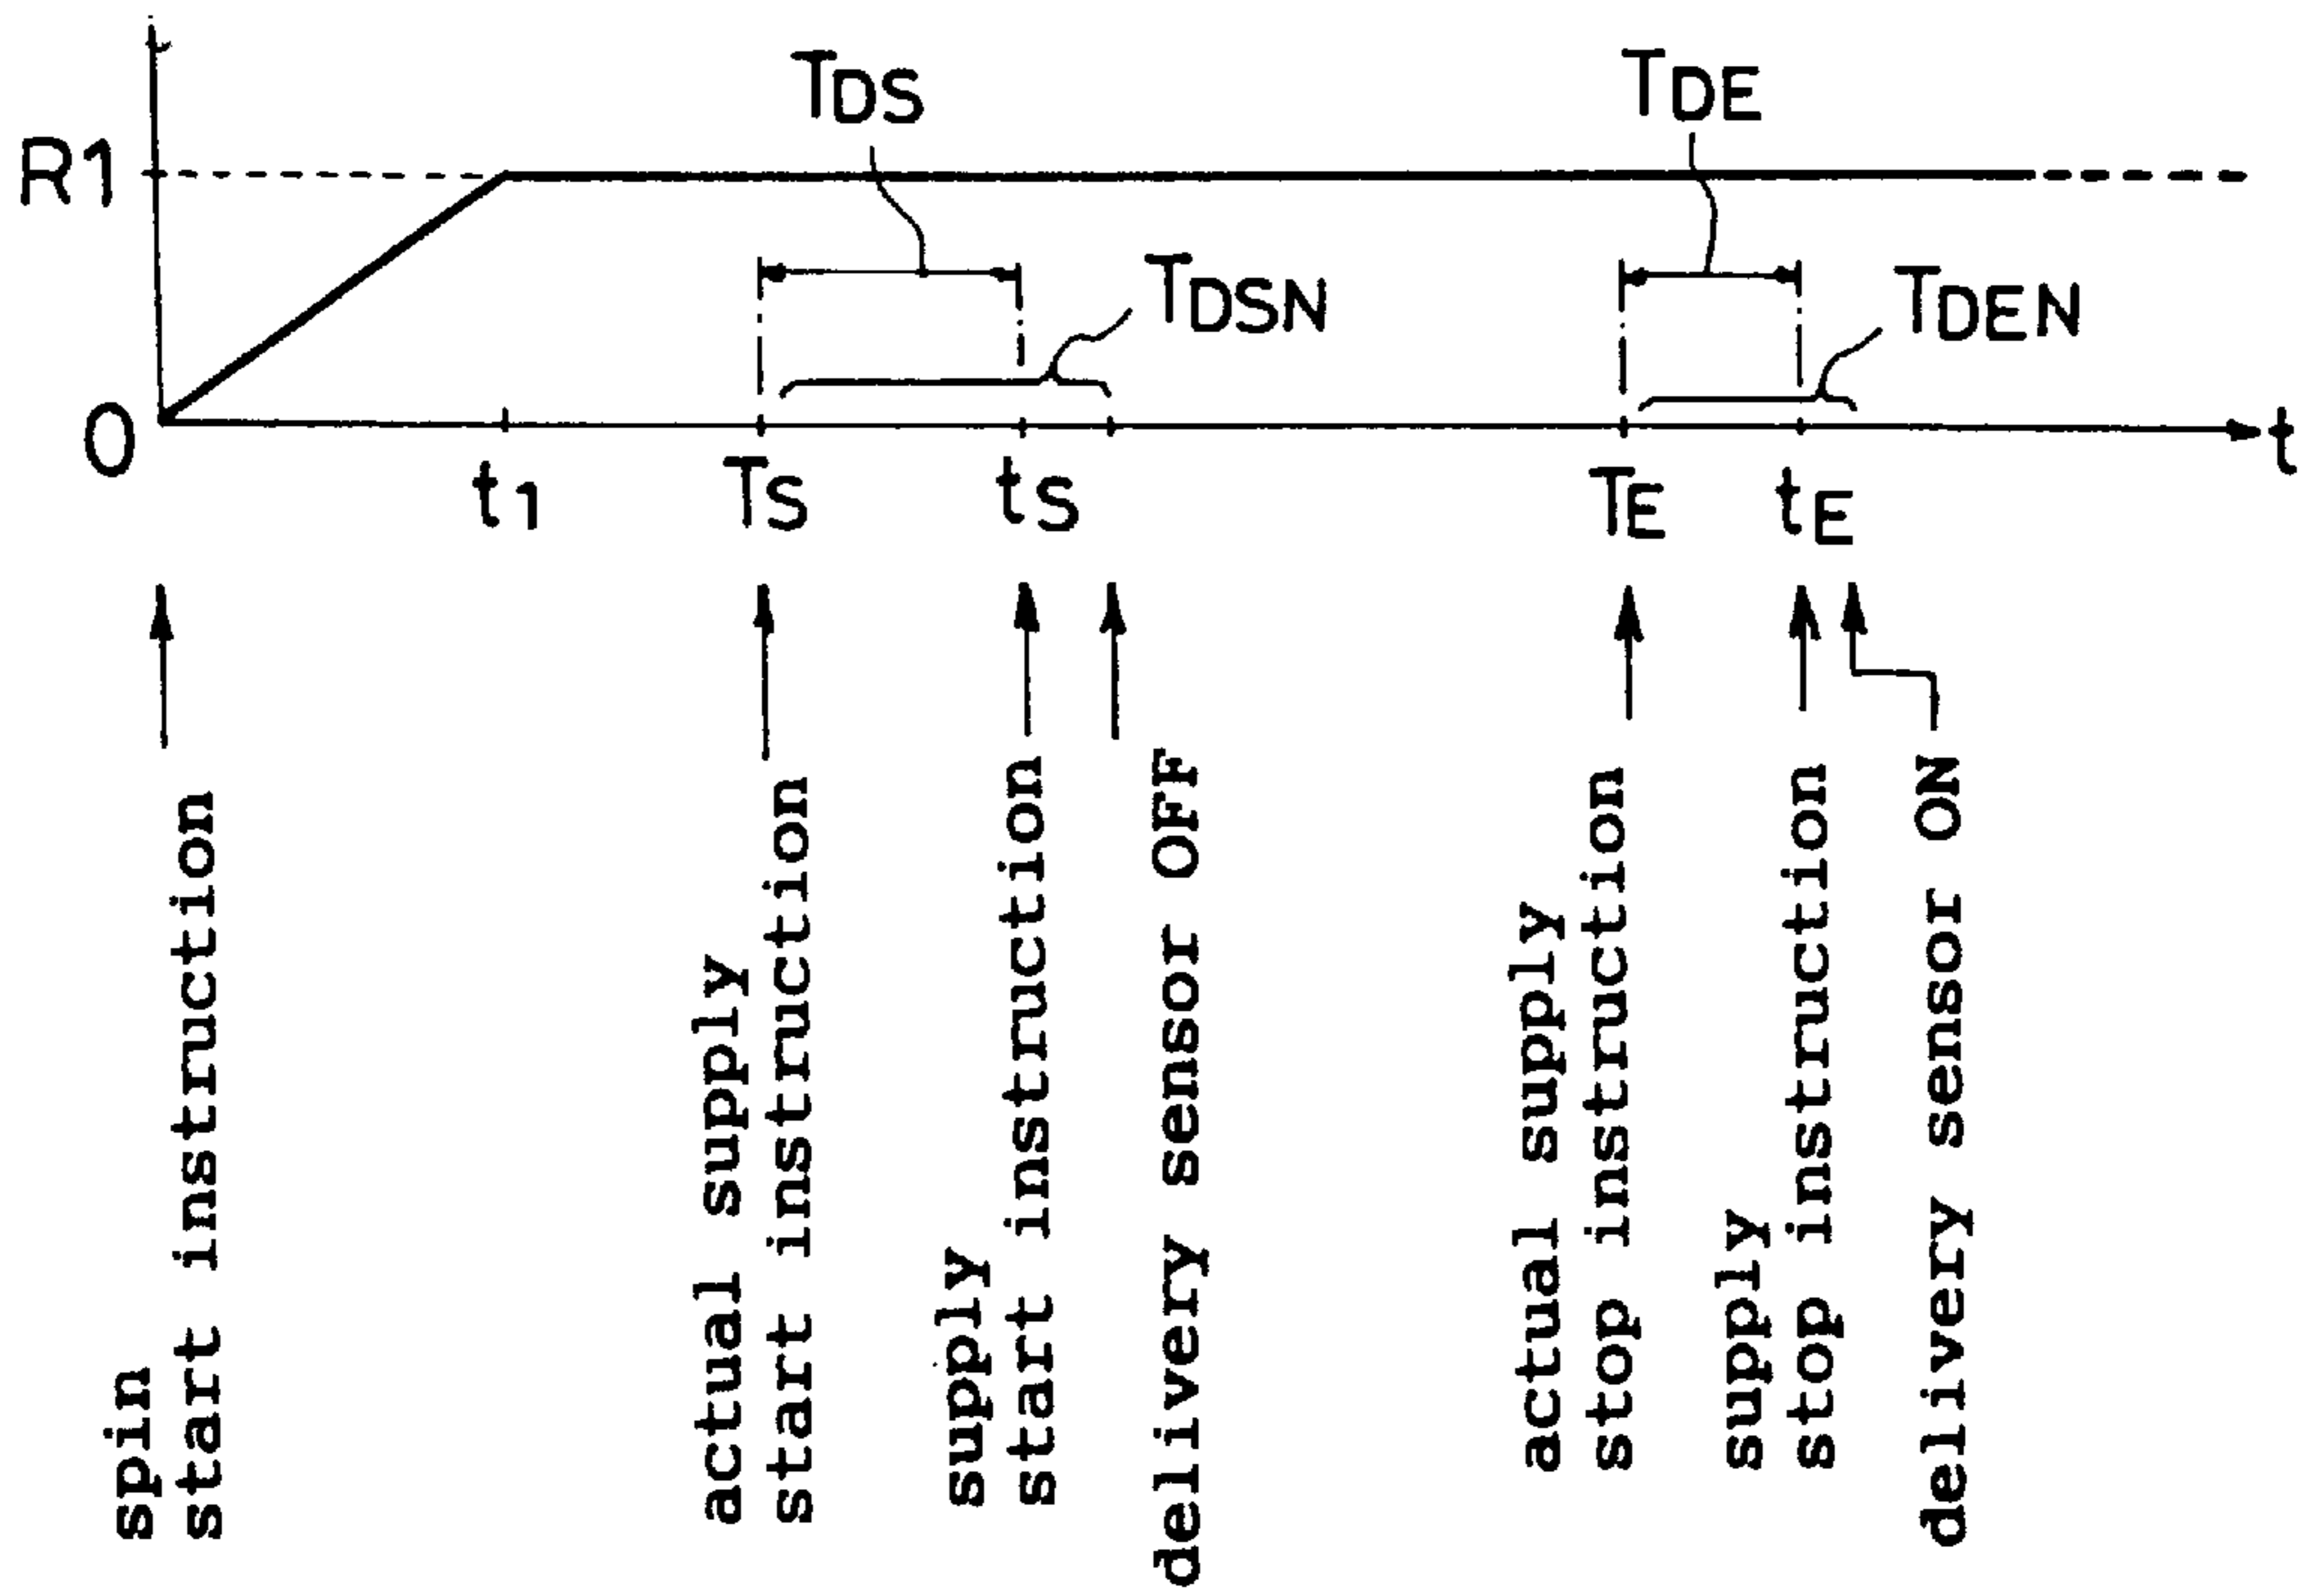 TDS
TDE
R1
TDSN
TDEN
O
t
t1
TS
tS
TE
tE
spin
start instruction
actual supply
start instruction
supply
start instruction
delivery sensor OFF
actual supply
stop instruction
supply
stop instruction
delivery sensor ON